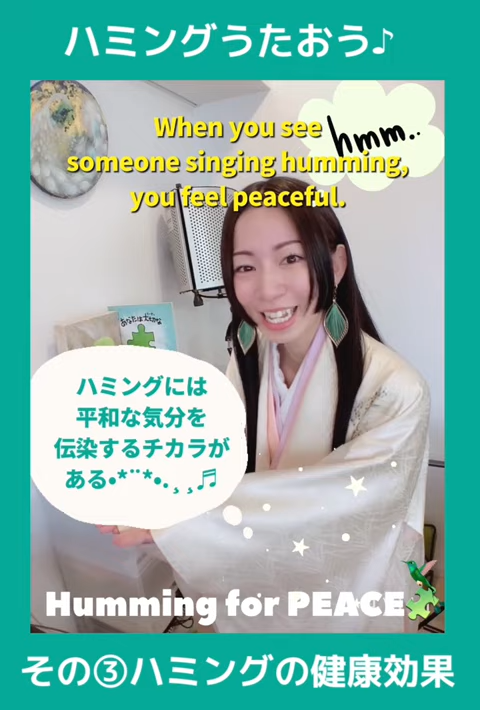 ハミングうたおう♪
When you see
hmm..
someone singing humming,
you feel peaceful.
ハミングには
平和な気分を
伝染するチカラが
ある•*¨*•.¸¸♬
Humming for PEACE
その③ハミングの健康効果